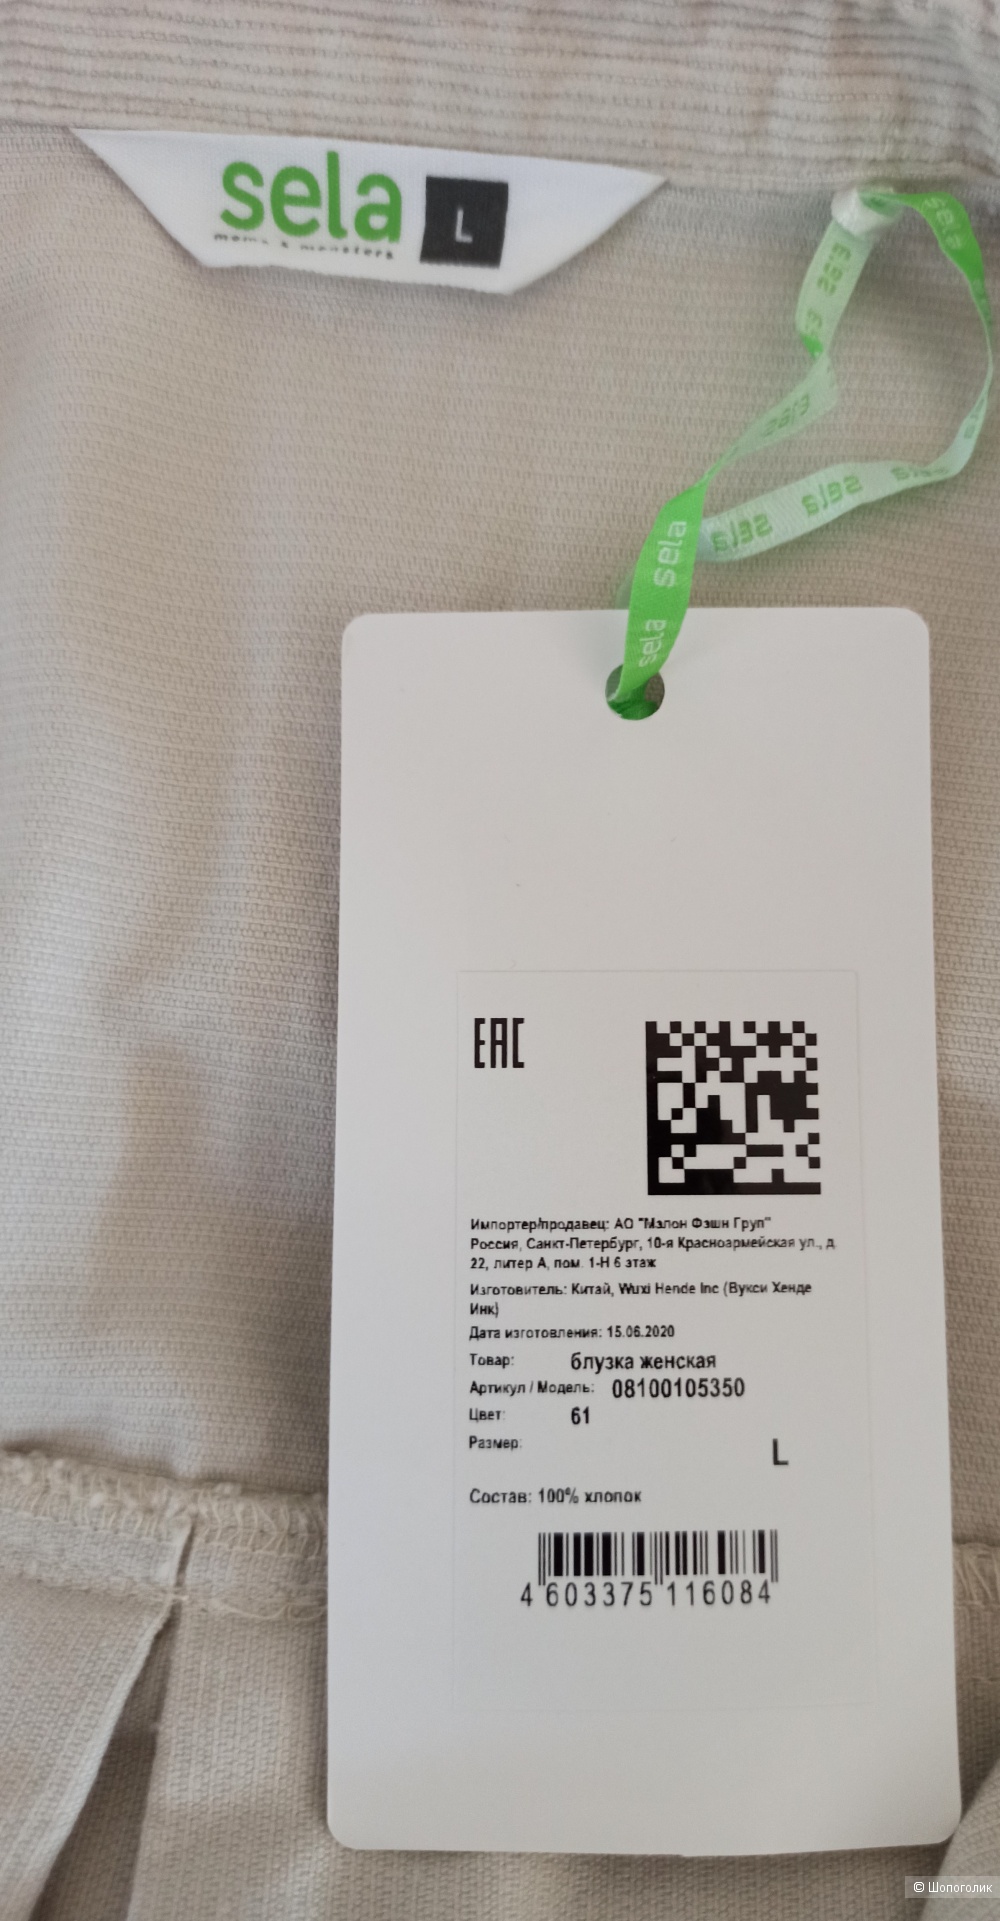 sela
moms & monsters
L
sela
sela
sela
sela
sela
EAC
Импортер/продавец: АО "Мэлон Фэшн Груп"
Россия, Санкт-Петербург, 10-я Красноармейская ул., д.
22, литер А, пом. 1-Н 6 этаж
Изготовитель: Китай, Wuxi Hende Inc (Вукси Хенде
Инк)
Дата изготовления: 15.06.2020
Товар: блузка женская
Артикул / Модель: 08100105350
Цвет: 61
Размер: L
Состав: 100% хлопок
4 603375 116084
© Шопоголик